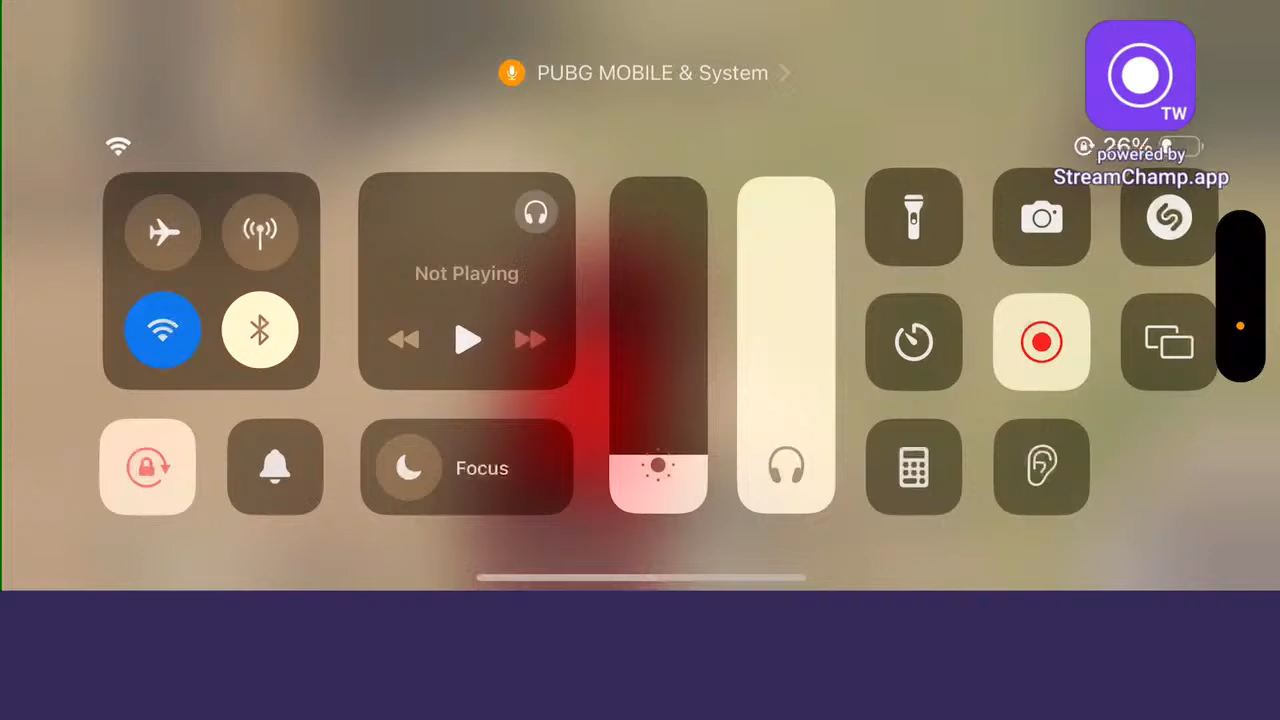 PUBG MOBILE & System
TW
26%
powered by
StreamChamp.app
Not Playing
Focus